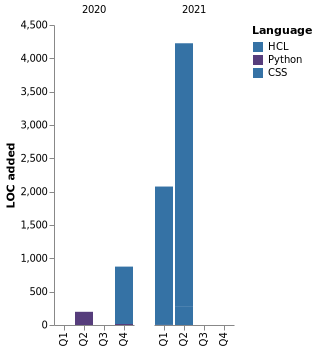 2020 2021
Language
HCL
Python
CSS
LOC added
4,500
4,000
3,500
3,000
2,500
2,000
1,500
1,000
500
0
Q1 Q2 Q3 Q4 Q1 Q2 Q3 Q4